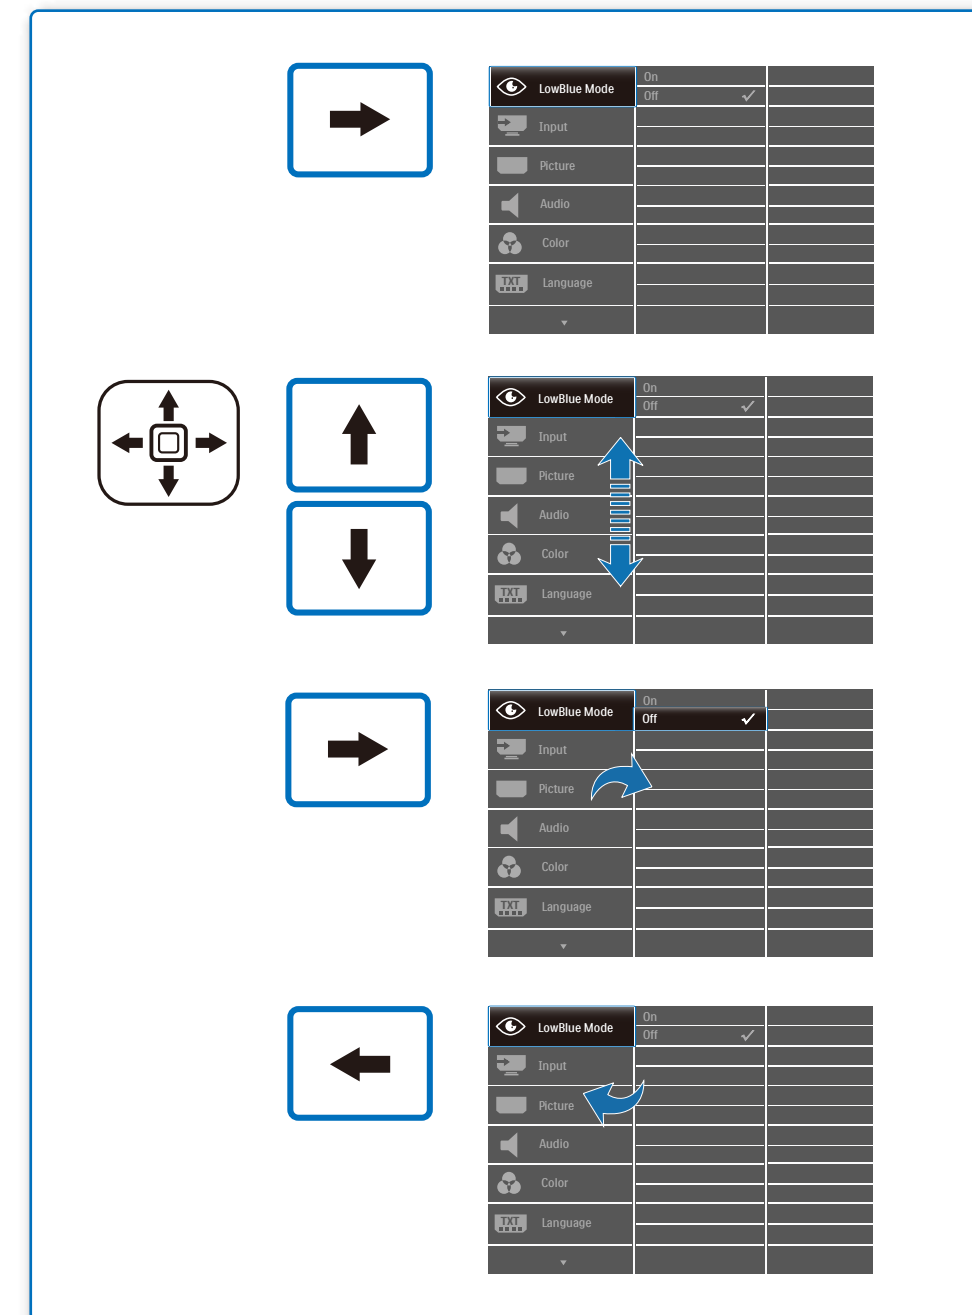 LowBlue Mode
On
Off
Input
Picture
Audio
Color
TXT
Language
LowBlue Mode
On
Off
Input
Picture
Audio
Color
TXT
Language
LowBlue Mode
On
Off
Input
Picture
Audio
Color
TXT
Language
LowBlue Mode
On
Off
Input
Picture
Audio
Color
TXT
Language